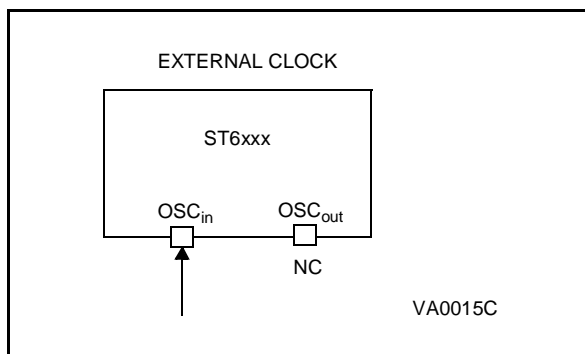 EXTERNAL CLOCK
ST6xxx
OSCin OSCout
NC
VA0015C